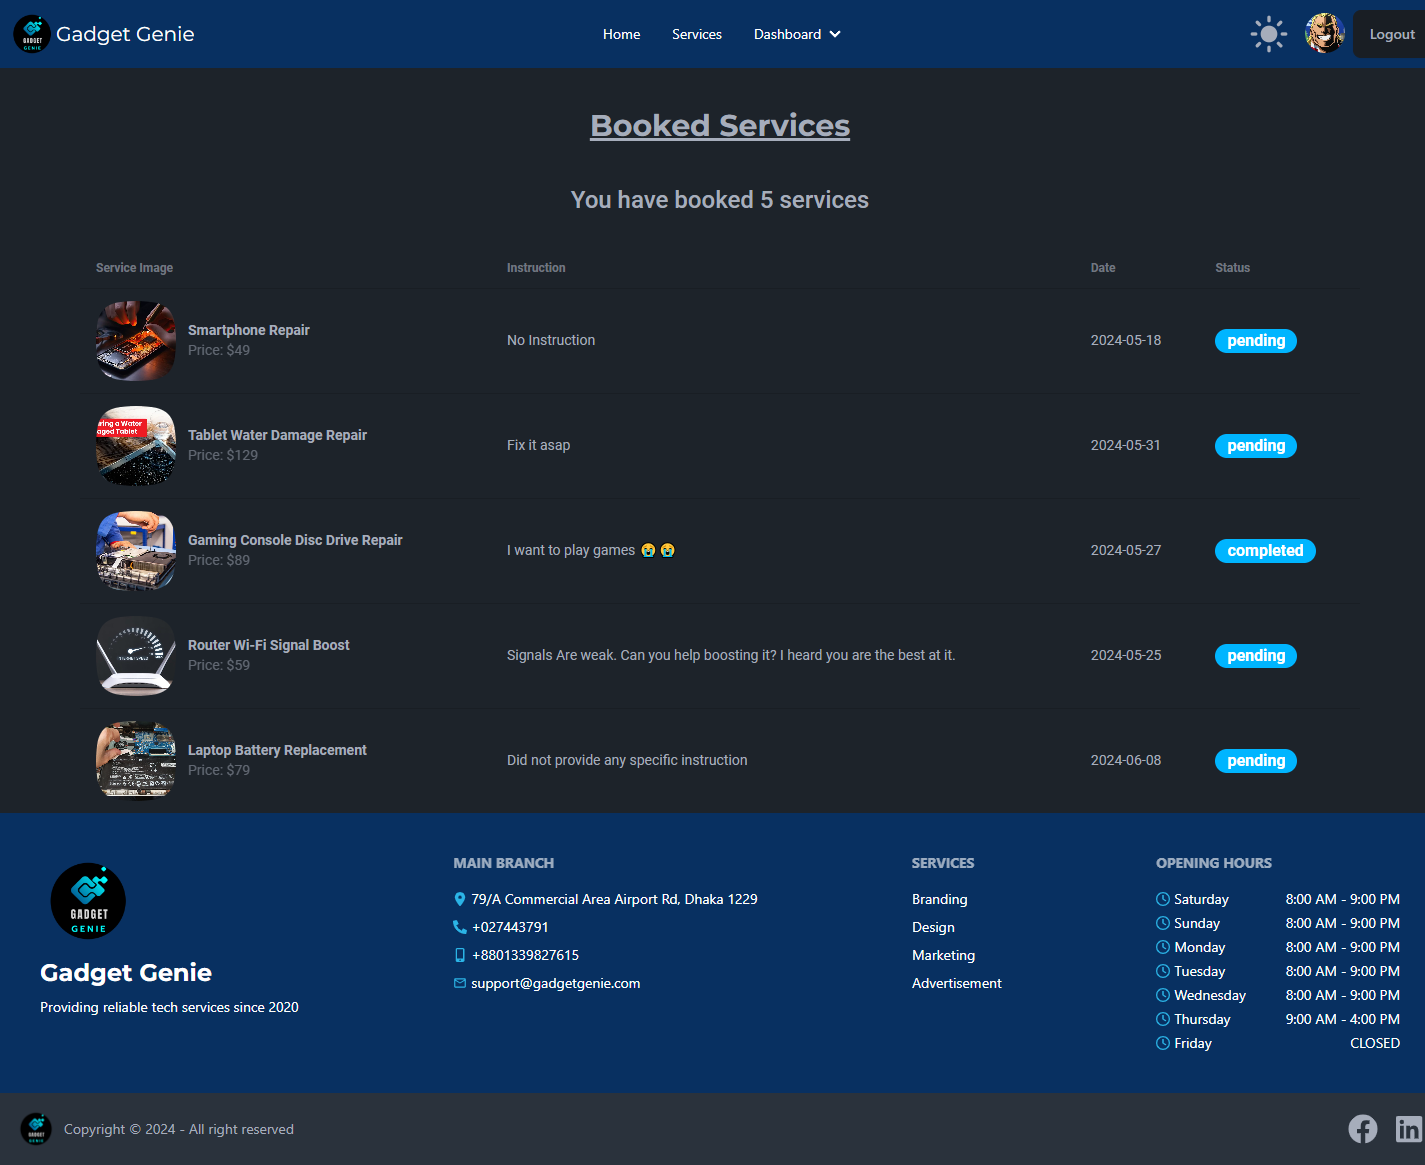 Gadget Genie
Home
Services
Dashboard
Logout
Booked Services
You have booked 5 services
Service Image
Instruction
Date
Status
Smartphone Repair
Price: $49
No Instruction
2024-05-18
pending
Tablet Water Damage Repair
Price: $129
Fix it asap
2024-05-31
pending
Gaming Console Disc Drive Repair
Price: $89
I want to play games 😭 😭
2024-05-27
completed
Router Wi-Fi Signal Boost
Price: $59
Signals Are weak. Can you help boosting it? I heard you are the best at it.
2024-05-25
pending
Laptop Battery Replacement
Price: $79
Did not provide any specific instruction
2024-06-08
pending
GADGET
GENIE
Gadget Genie
Providing reliable tech services since 2020
MAIN BRANCH
79/A Commercial Area Airport Rd, Dhaka 1229
+027443791
+8801339827615
support@gadgetgenie.com
SERVICES
Branding
Design
Marketing
Advertisement
OPENING HOURS
Saturday 8:00 AM - 9:00 PM
Sunday 8:00 AM - 9:00 PM
Monday 8:00 AM - 9:00 PM
Tuesday 8:00 AM - 9:00 PM
Wednesday 8:00 AM - 9:00 PM
Thursday 9:00 AM - 4:00 PM
Friday CLOSED
Copyright © 2024 - All right reserved